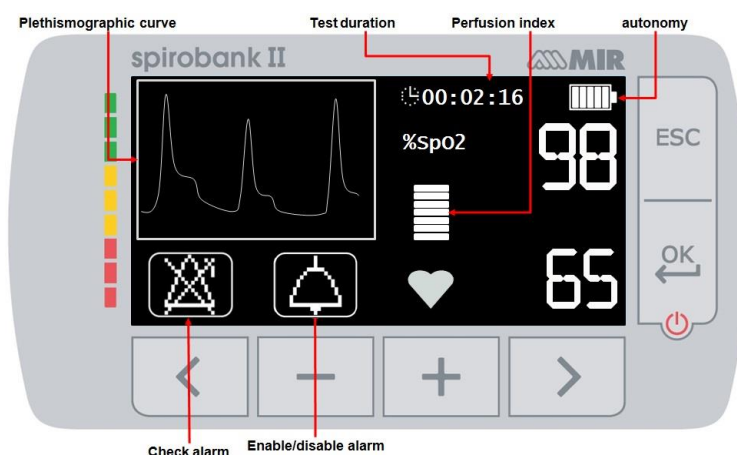 Plethismographic curve
Test duration
Perfusion index
autonomy
spirobank II
MIR
00:02:16
%SpO2
98
ESC
65
OK
Check alarm
Enable/disable alarm